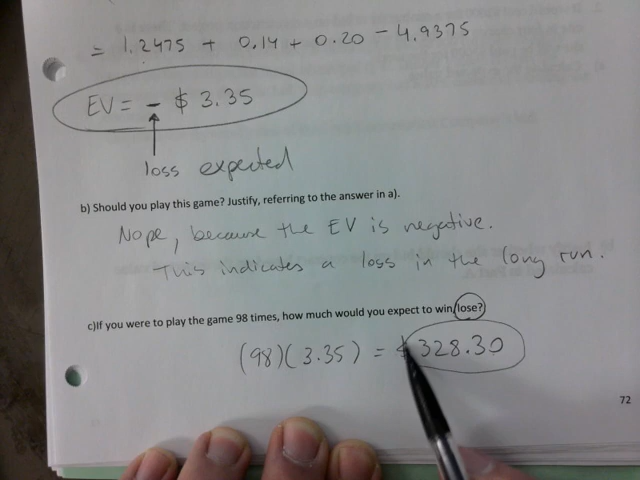 = 1.2475 + 0.14 + 0.20 - 4.9375
EV = - $ 3.35
loss expected
b) Should you play this game? Justify, referring to the answer in a).
Nope, because the EV is negative.
This indicates a loss in the long run.
c)If you were to play the game 98 times, how much would you expect to win/lose?
(98)(3.35) = $328.30
72